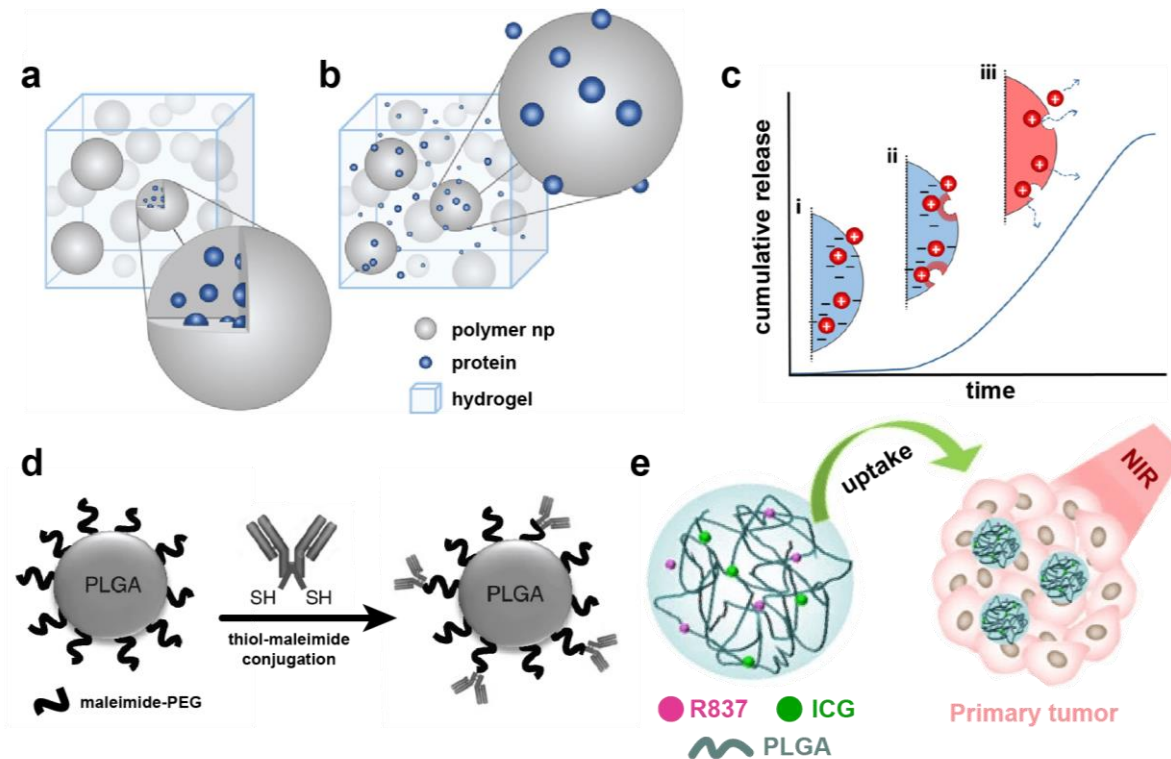 a
b
polymer np
protein
hydrogel
c
cumulative release
time
i
ii
iii
+
+
+
+
+
+
+
+
+
+
+
+
d
PLGA
SH SH
thiol-maleimide
conjugation
PLGA
maleimide-PEG
e
uptake
NIR
R837 ICG
PLGA
Primary tumor